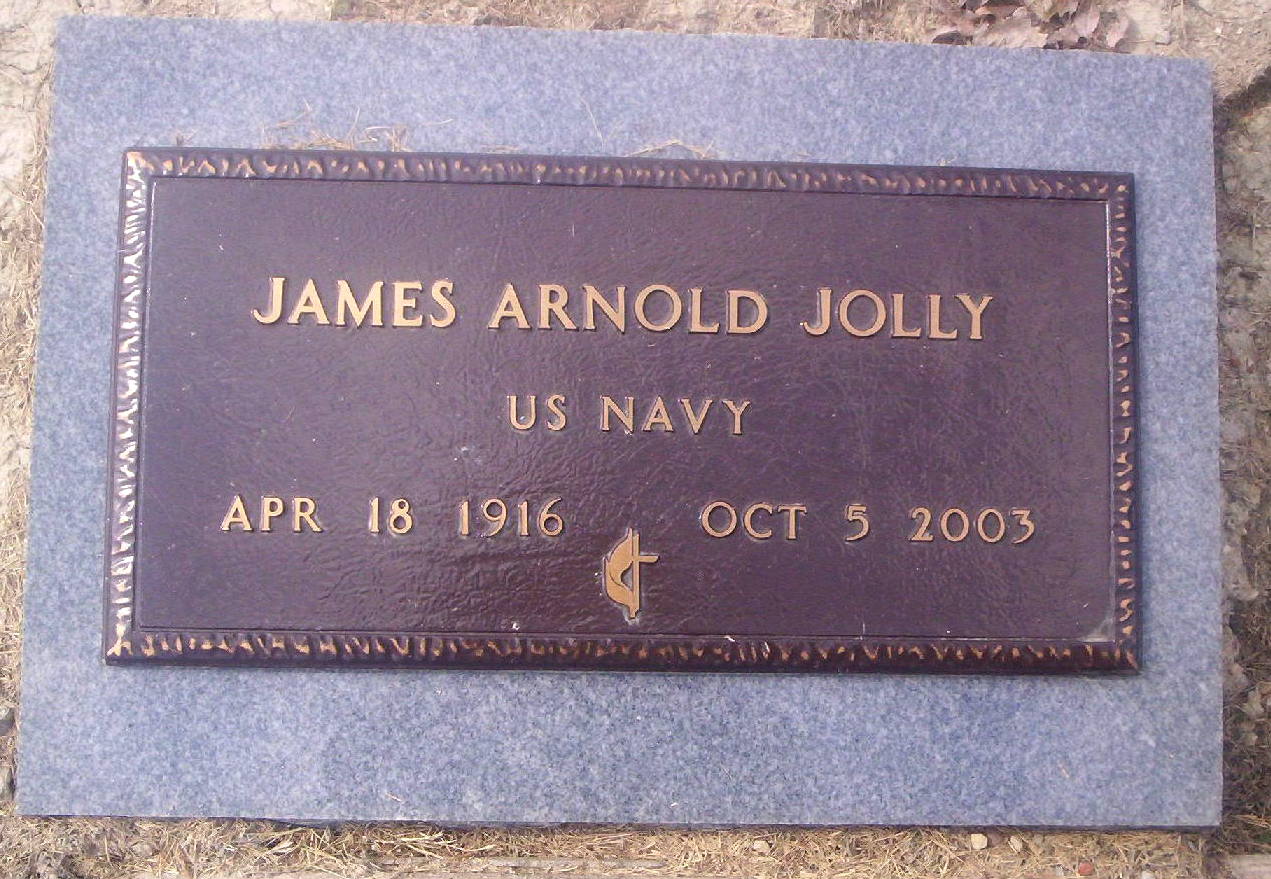 JAMES ARNOLD JOLLY
US NAVY
APR 18 1916 OCT 5 2003